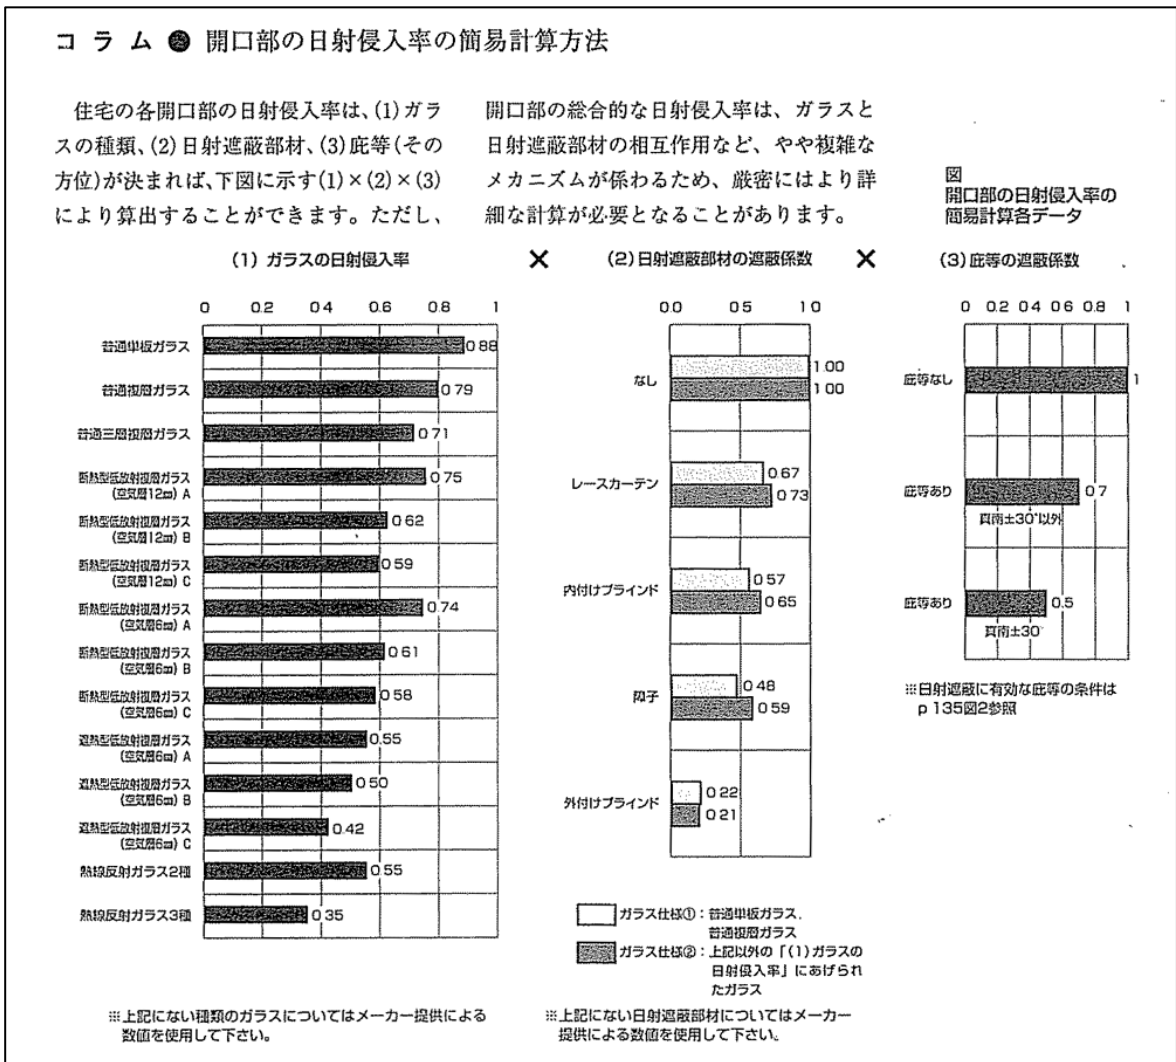 コラム● 開口部の日射侵入率の簡易計算方法
住宅の各開口部の日射侵入率は、(1)ガラ
スの種類、(2)日射遮蔽部材、(3)庇等(その
方位)が決まれば、下図に示す(1)×(2)×(3)
により算出することができます。ただし、
開口部の総合的な日射侵入率は、ガラスと
日射遮蔽部材の相互作用など、やや複雑な
メカニズムが係わるため、厳密にはより詳
細な計算が必要となることがあります。
図
開口部の日射侵入率の
簡易計算各データ
(1) ガラスの日射侵入率 × (2)日射遮蔽部材の遮蔽係数 × (3)庇等の遮蔽係数
0 0.2 0.4 0.6 0.8 1
普通単板ガラス 0.88
普通複層ガラス 0.79
普通三層複層ガラス 0.71
断熱型低放射複層ガラス 0.75
(空気層12㎜) A
断熱型低放射複層ガラス 0.62
(空気層12㎜) B
断熱型低放射複層ガラス 0.59
(空気層12㎜) C
断熱型低放射複層ガラス 0.74
(空気層6㎜) A
断熱型低放射複層ガラス 0.61
(空気層6㎜) B
断熱型低放射複層ガラス 0.58
(空気層6㎜) C
遮熱型低放射複層ガラス 0.55
(空気層6㎜) A
遮熱型低放射複層ガラス 0.50
(空気層6㎜) B
遮熱型低放射複層ガラス 0.42
(空気層6㎜) C
熱線反射ガラス2種 0.55
熱線反射ガラス3種 0.35
※上記にない種類のガラスについてはメーカー提供による
数値を使用して下さい。
0.0 0.5 1.0
なし 1.00
1.00
レースカーテン 0.67
0.73
内付けブラインド 0.57
0.65
障子 0.48
0.59
外付けブラインド 0.22
0.21
ガラス仕様①：普通単板ガラス、
普通複層ガラス
ガラス仕様②：上記以外の「(1)ガラスの
日射侵入率」にあげられ
たガラス
※上記にない日射遮蔽部材についてはメーカー
提供による数値を使用して下さい。
0 0.2 0.4 0.6 0.8 1
庇等なし 1
庇等あり 0.7
真南±30°以外
庇等あり 0.5
真南±30°
※日射遮蔽に有効な庇等の条件は
p 135図2参照